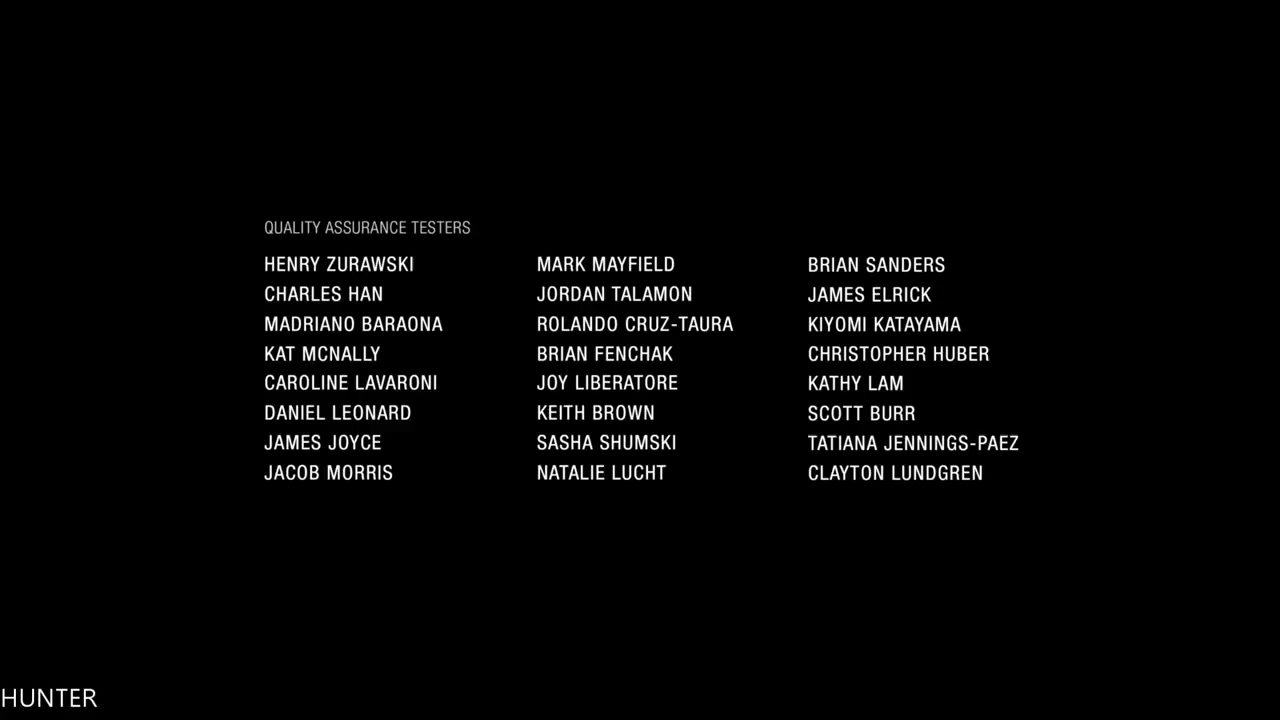 QUALITY ASSURANCE TESTERS
HENRY ZURAWSKI
CHARLES HAN
MADRIANO BARAONA
KAT MCNALLY
CAROLINE LAVARONI
DANIEL LEONARD
JAMES JOYCE
JACOB MORRIS
MARK MAYFIELD
JORDAN TALAMON
ROLANDO CRUZ-TAURA
BRIAN FENCHAK
JOY LIBERATORE
KEITH BROWN
SASHA SHUMSKI
NATALIE LUCHT
BRIAN SANDERS
JAMES ELRICK
KIYOMI KATAYAMA
CHRISTOPHER HUBER
KATHY LAM
SCOTT BURR
TATIANA JENNINGS-PAEZ
CLAYTON LUNDGREN
HUNTER